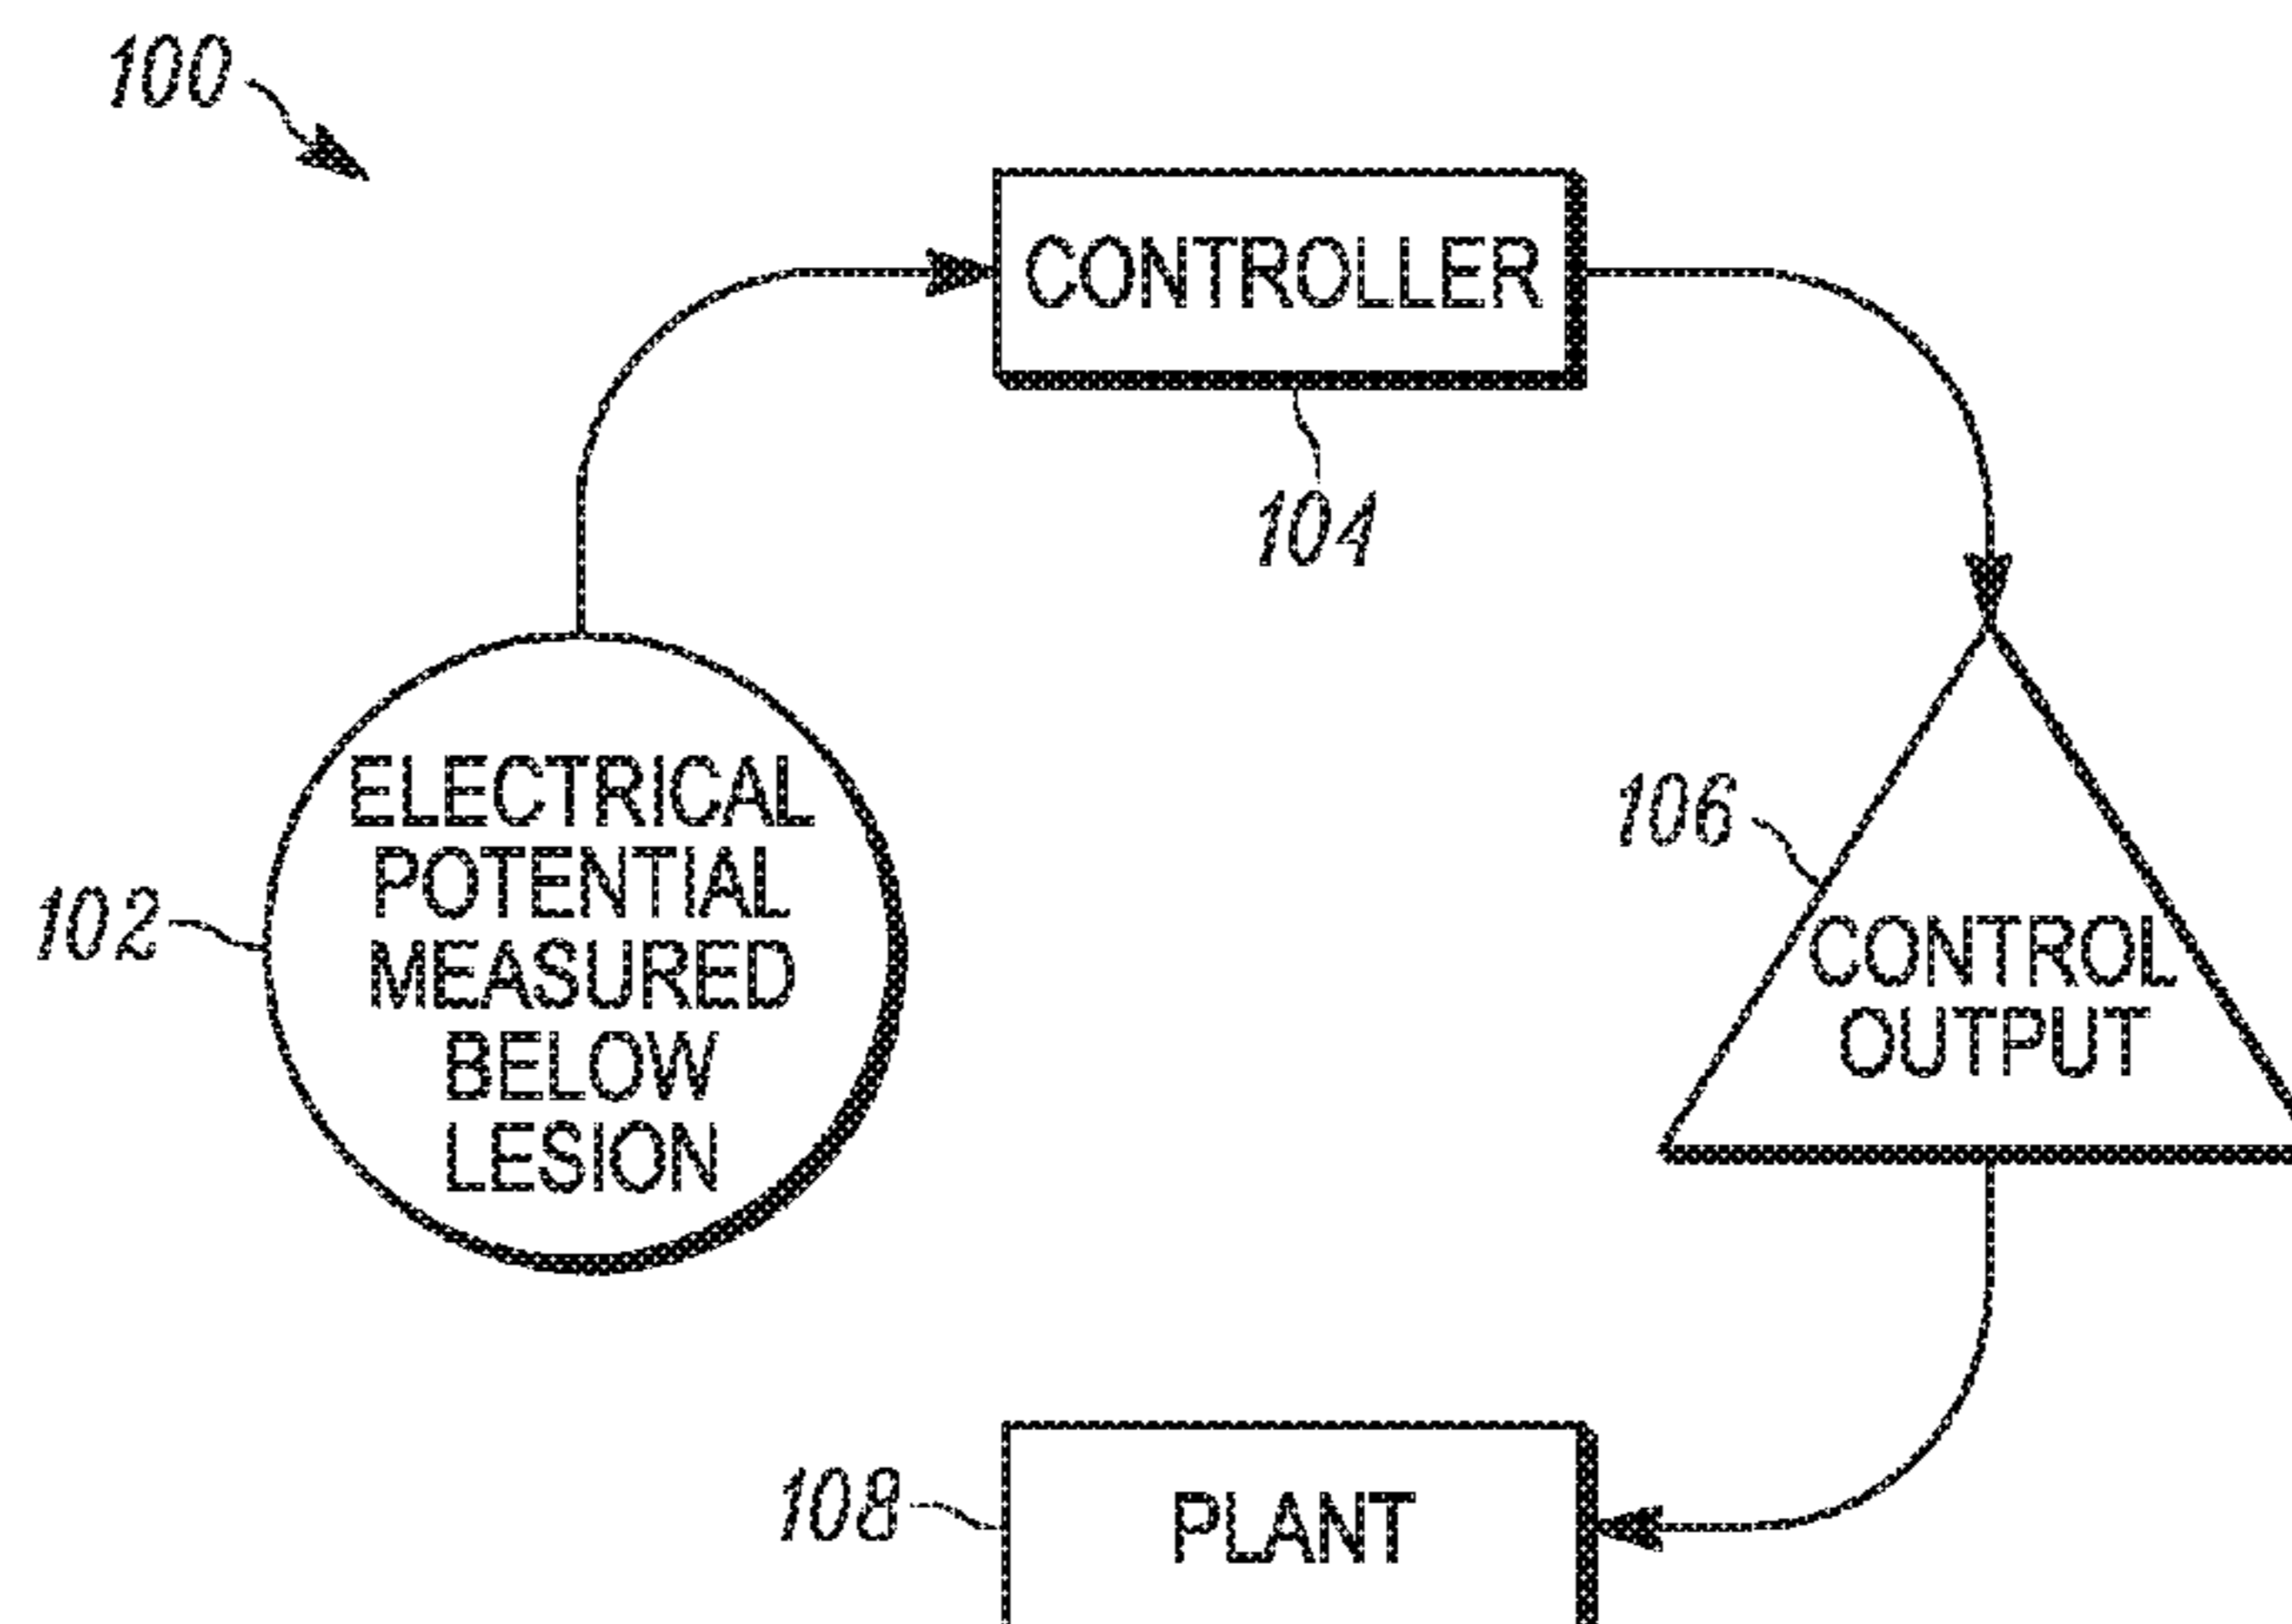 100
CONTROLLER
104
102
ELECTRICAL
POTENTIAL
MEASURED
BELOW
LESION
106
CONTROL
OUTPUT
108
PLANT